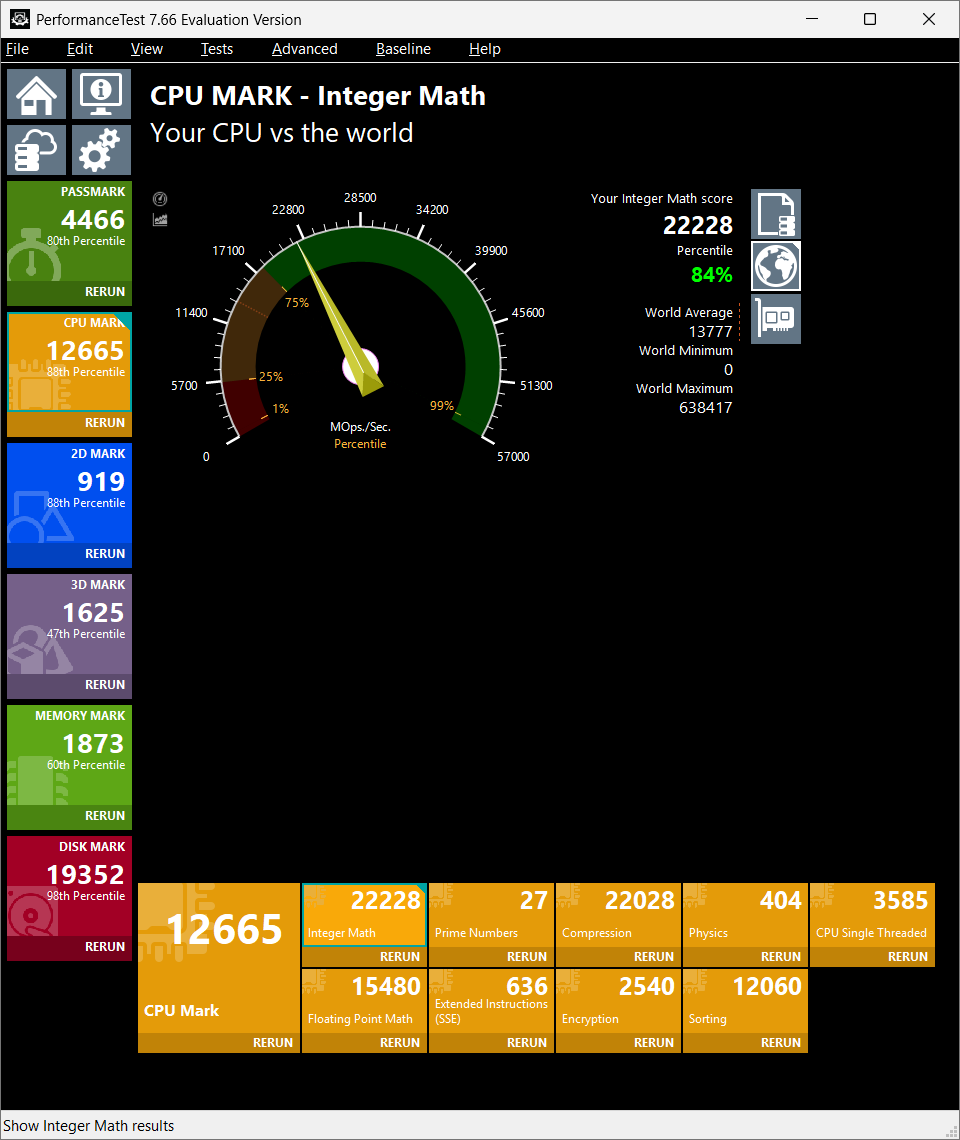 PerformanceTest 7.66 Evaluation Version
File Edit View Tests Advanced Baseline Help
CPU MARK - Integer Math
Your CPU vs the world
PASSMARK
4466
80th Percentile
RERUN
CPU MARK
12665
88th Percentile
RERUN
2D MARK
919
88th Percentile
RERUN
3D MARK
1625
47th Percentile
RERUN
MEMORY MARK
1873
60th Percentile
RERUN
DISK MARK
19352
98th Percentile
RERUN
0
5700
11400
17100
22800
28500
34200
39900
45600
51300
57000
1%
25%
75%
99%
MOps./Sec.
Percentile
Your Integer Math score
22228
Percentile
84%
World Average
13777
World Minimum
0
World Maximum
638417
12665
CPU Mark
RERUN
22228
Integer Math
RERUN
27
Prime Numbers
RERUN
22028
Compression
RERUN
404
Physics
RERUN
3585
CPU Single Threaded
RERUN
15480
Floating Point Math
RERUN
636
Extended Instructions
(SSE)
RERUN
2540
Encryption
RERUN
12060
Sorting
RERUN
Show Integer Math results